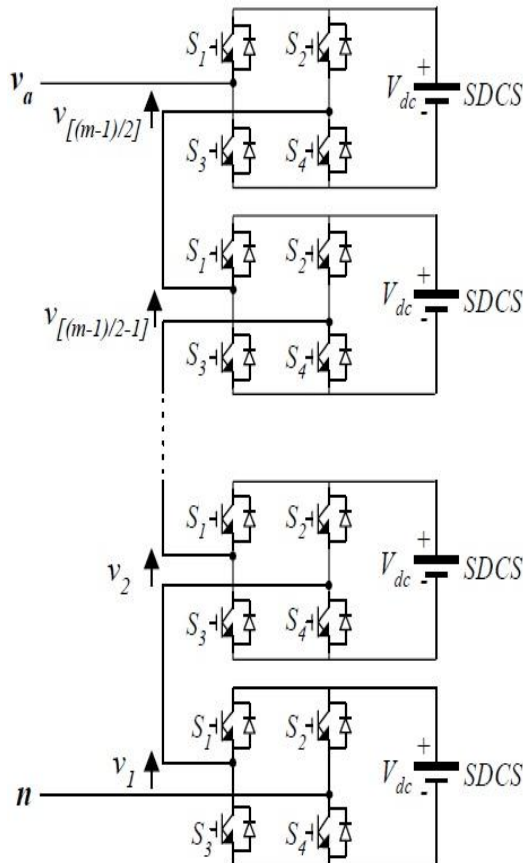 S1 S2
+
va
Vdc SDCS
-
v[(m-1)/2]
S3 S4
S1 S2
+
Vdc SDCS
-
v[(m-1)/2-1]
S3 S4
S1 S2
+
v2
Vdc SDCS
-
S3 S4
S1 S2
+
v1
Vdc SDCS
-
n
S3 S4